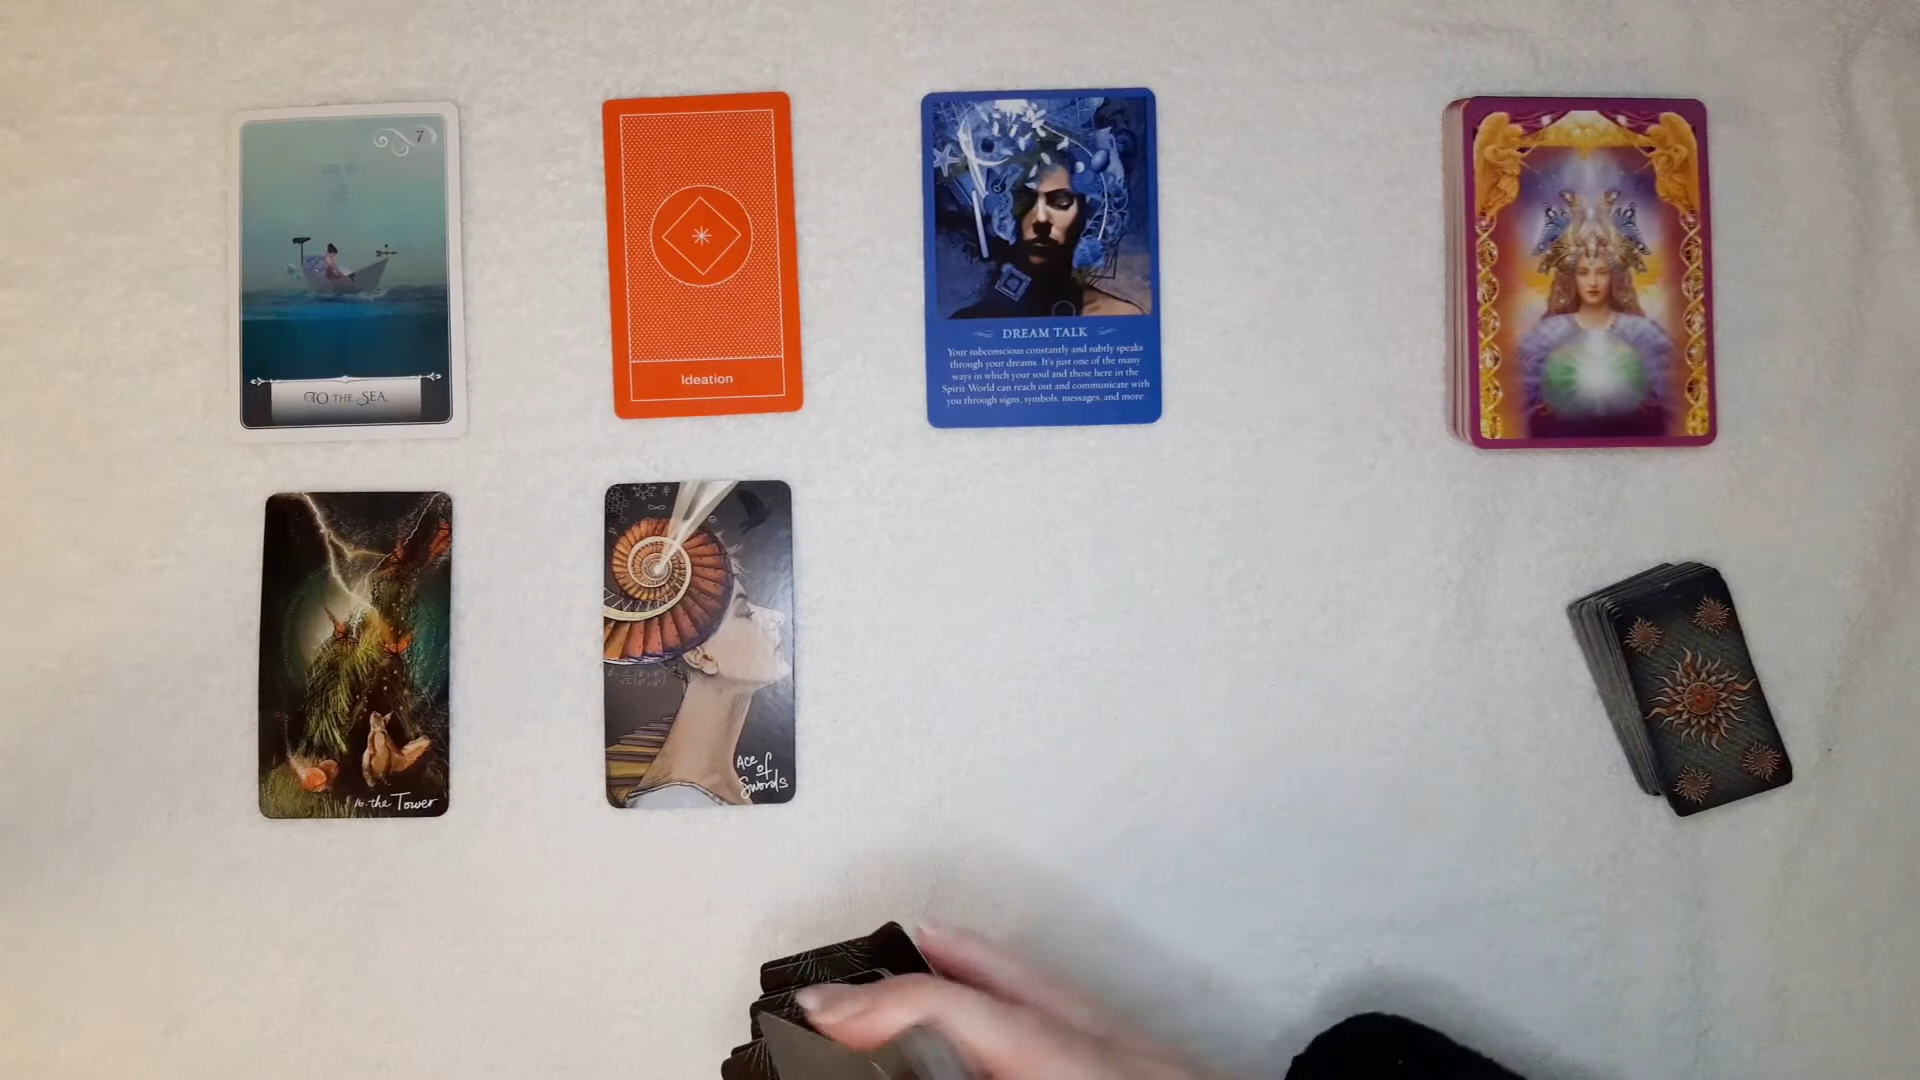 7
TO THE SEA
Ideation
DREAM TALK
Your subconscious constantly and subtly speaks
through your dreams. It's just one of the many
ways in which your soul and those here in the
Spirit World can reach out and communicate with
you through signs, symbols, messages, and more.
16. the Tower
Ace
of
Swords